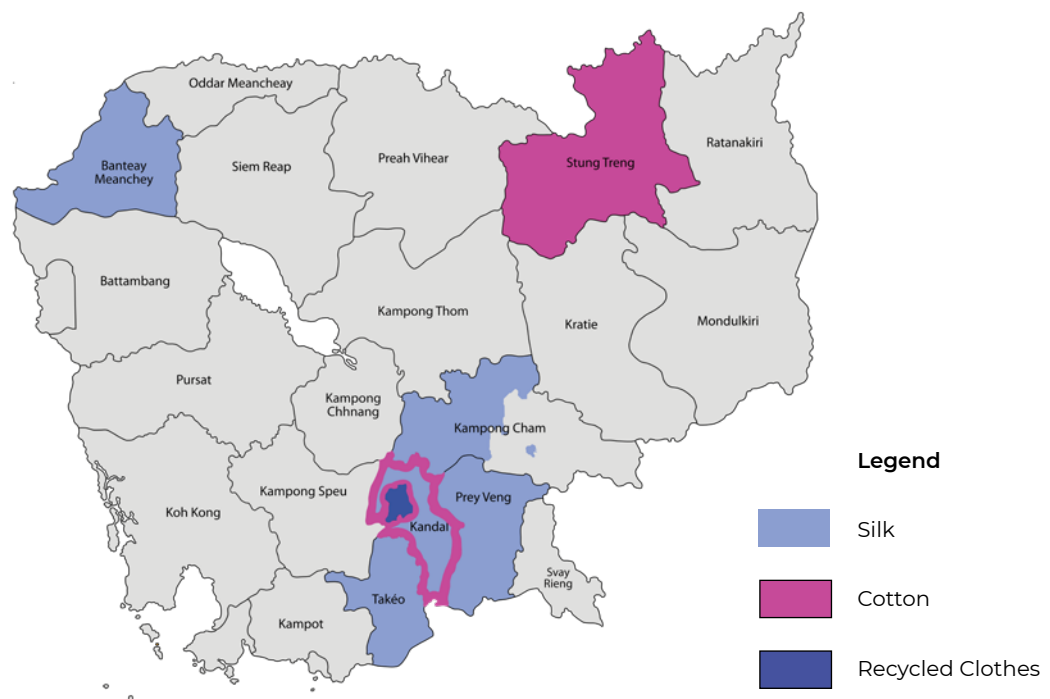 Oddar Meancheay
Banteay
Meanchey
Siem Reap
Preah Vihear
Stung Treng
Ratanakiri
Battambang
Kampong Thom
Kratie
Mondulkiri
Pursat
Kampong
Chhnang
Kampong Cham
Koh Kong
Kampong Speu
Prey Veng
Kandal
Svay
Rieng
Takéo
Kampot
Legend
Silk
Cotton
Recycled Clothes